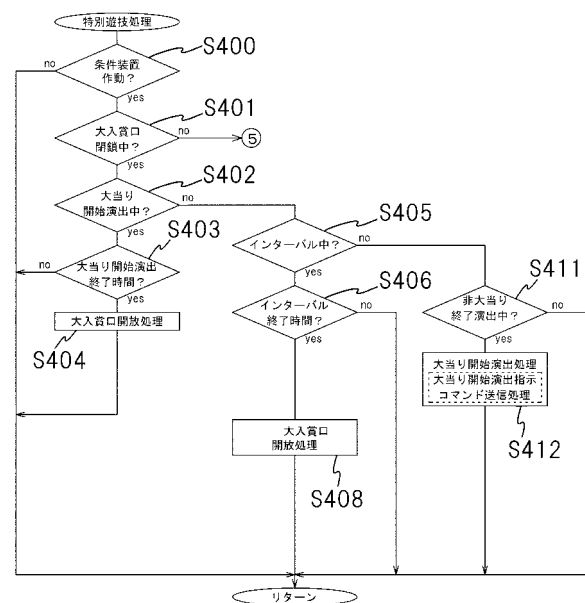 特別遊技処理
S400
no
条件装置
作動？
yes
S401
大入賞口
閉鎖中？
no
⑤
yes
S402
大当り
開始演出中？
no
yes
S403
S405
インターバル中？
no
yes
no
大当り開始演出
終了時間？
yes
S406
インターバル
終了時間？
no
yes
S411
非大当り
終了演出中？
no
yes
大入賞口開放処理
S404
大当り開始演出処理
大当り開始演出指示
コマンド送信処理
S412
大入賞口
開放処理
S408
リターン